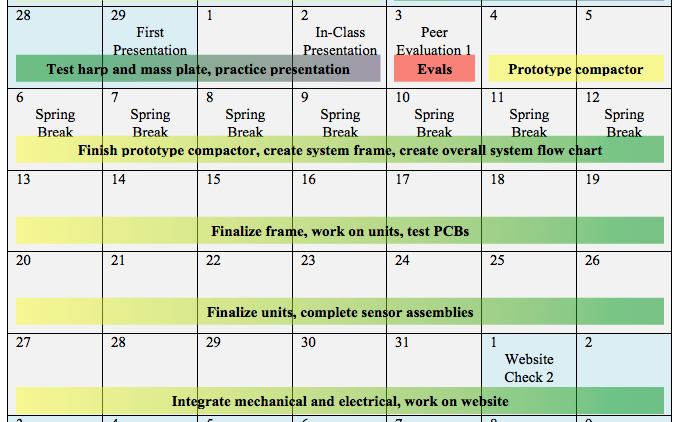 28 29 1 2 3 4 5
First Presentation
In-Class Presentation
Peer Evaluation 1
Test harp and mass plate, practice presentation
Evals
Prototype compactor
6 7 8 9 10 11 12
Spring Break
Spring Break
Spring Break
Spring Break
Spring Break
Spring Break
Spring Break
Finish prototype compactor, create system frame, create overall system flow chart
13 14 15 16 17 18 19
Finalize frame, work on units, test PCBs
20 21 22 23 24 25 26
Finalize units, complete sensor assemblies
27 28 29 30 31 1 2
Website
Check 2
Integrate mechanical and electrical, work on website